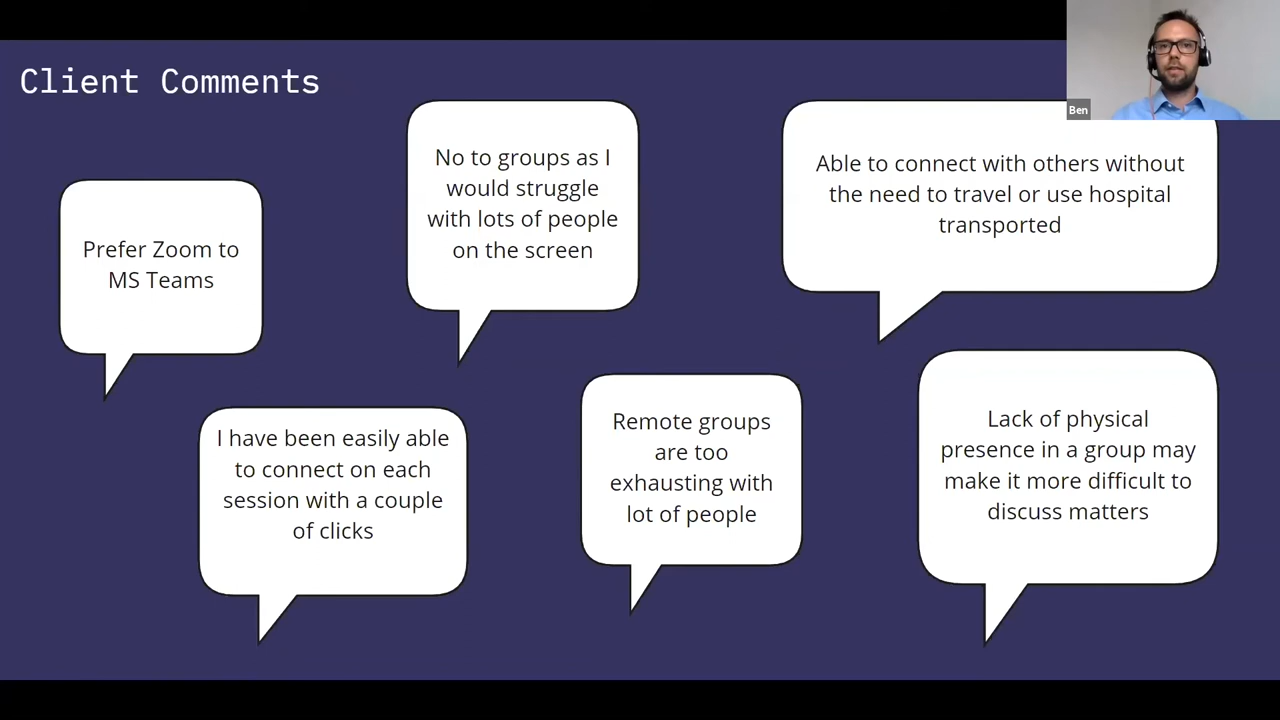 Client Comments
Ben
No to groups as I
would struggle
with lots of people
on the screen
Able to connect with others without
the need to travel or use hospital
transported
Prefer Zoom to
MS Teams
I have been easily able
to connect on each
session with a couple
of clicks
Remote groups
are too
exhausting with
lot of people
Lack of physical
presence in a group may
make it more difficult to
discuss matters